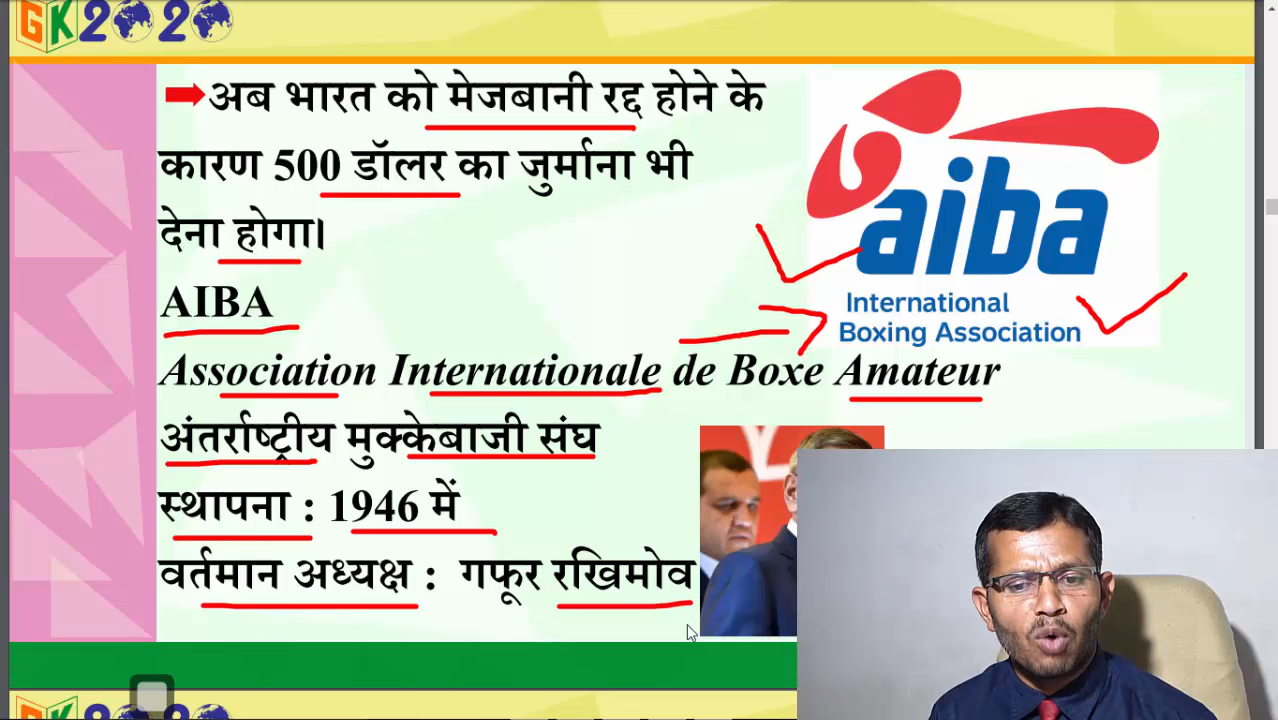 GK2020
अब भारत को मेजबानी रद्द होने के
कारण 500 डॉलर का जुर्माना भी
देना होगा।
AIBA
aiba
International
Boxing Association
Association Internationale de Boxe Amateur
अंतर्राष्ट्रीय मुक्केबाजी संघ
स्थापना : 1946 में
वर्तमान अध्यक्ष : गफूर रखिमोव
GK2020